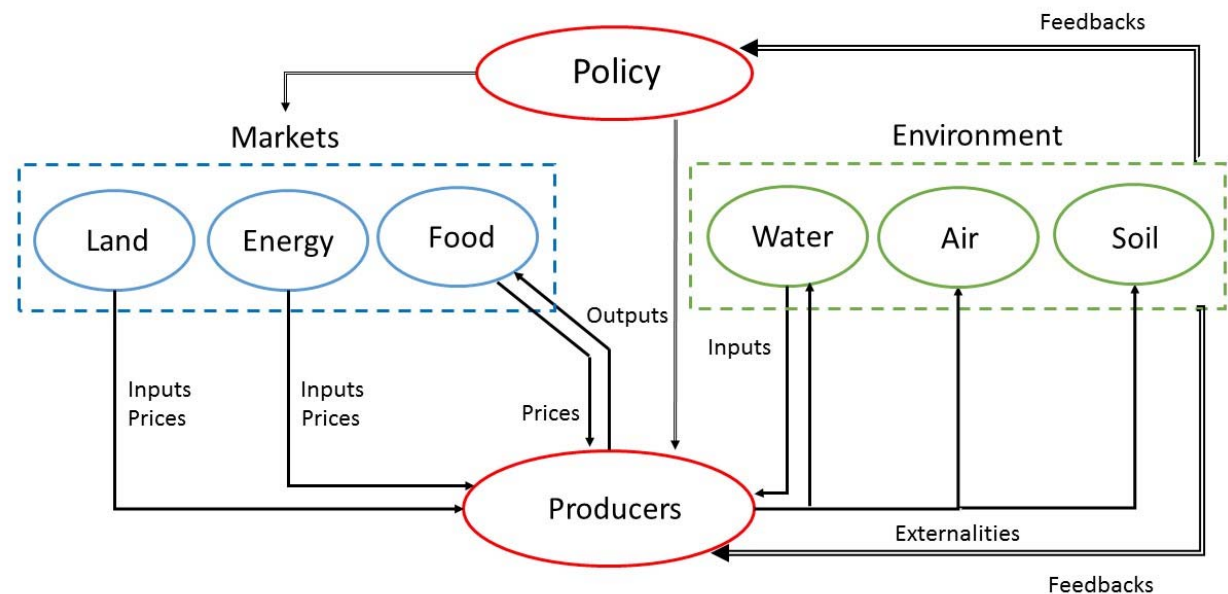 Feedbacks
Policy
Markets
Environment
Land
Energy
Food
Water
Air
Soil
Outputs
Inputs
Inputs
Prices
Inputs
Prices
Prices
Producers
Externalities
Feedbacks